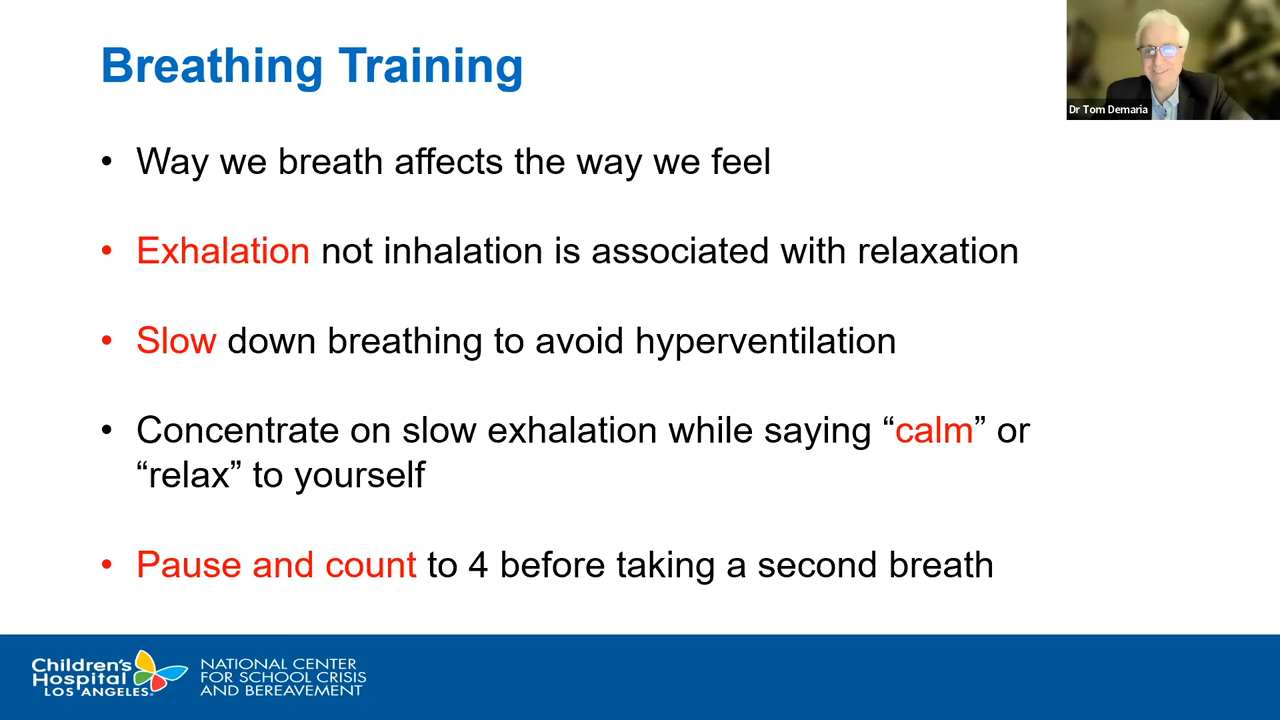 Breathing Training
Dr Tom Demaria
• Way we breath affects the way we feel
• Exhalation not inhalation is associated with relaxation
• Slow down breathing to avoid hyperventilation
• Concentrate on slow exhalation while saying “calm” or
“relax” to yourself
• Pause and count to 4 before taking a second breath
Children's
Hospital
LOS ANGELES
NATIONAL CENTER
FOR SCHOOL CRISIS
AND BEREAVEMENT